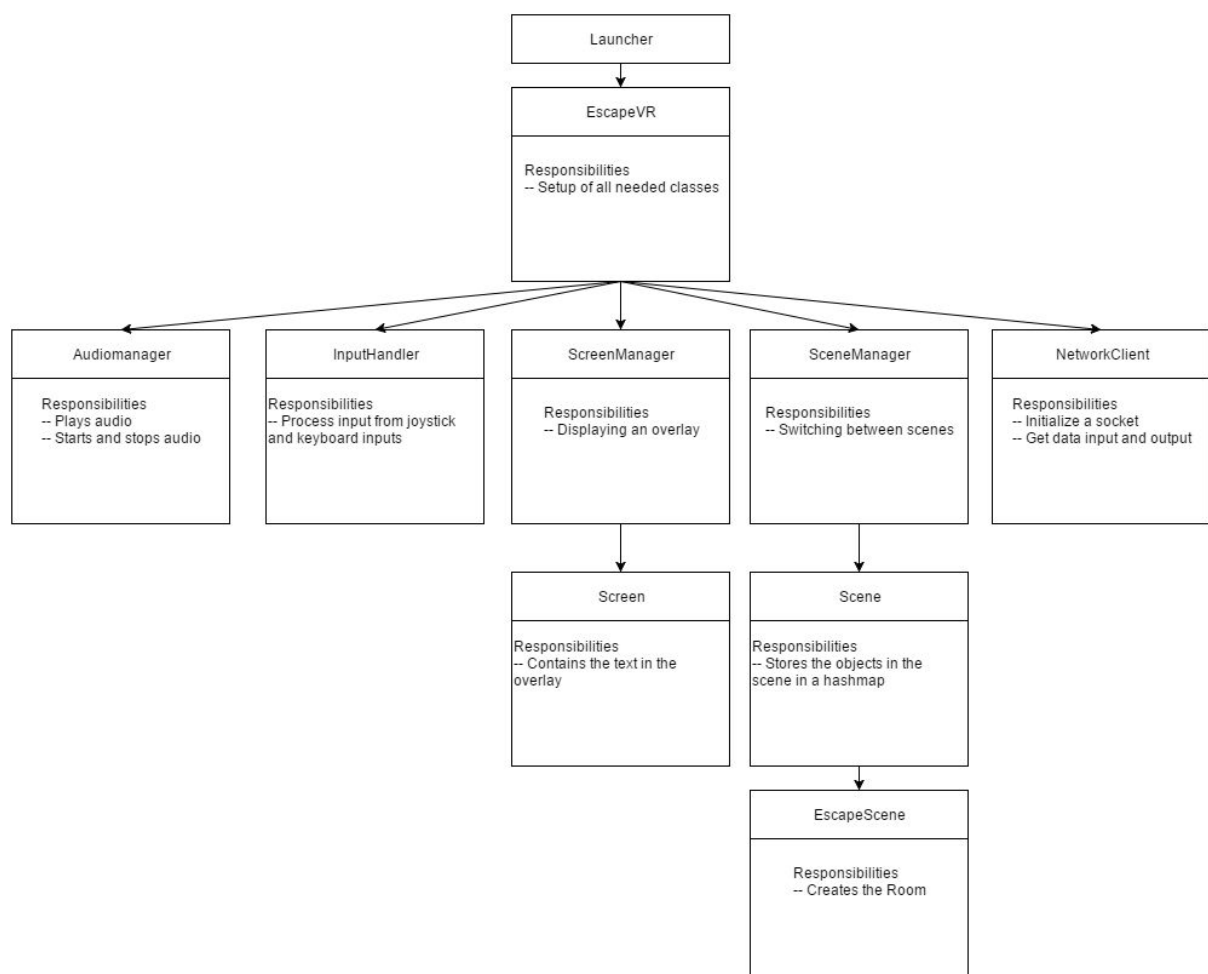 Launcher
EscapeVR
Responsibilities
-- Setup of all needed classes
Audiomanager
Responsibilities
-- Plays audio
-- Starts and stops audio
InputHandler
Responsibilities
-- Process input from joystick
and keyboard inputs
ScreenManager
Responsibilities
-- Displaying an overlay
SceneManager
Responsibilities
-- Switching between scenes
NetworkClient
Responsibilities
-- Initialize a socket
-- Get data input and output
Screen
Responsibilities
-- Contains the text in the
overlay
Scene
Responsibilities
-- Stores the objects in the
scene in a hashmap
EscapeScene
Responsibilities
-- Creates the Room